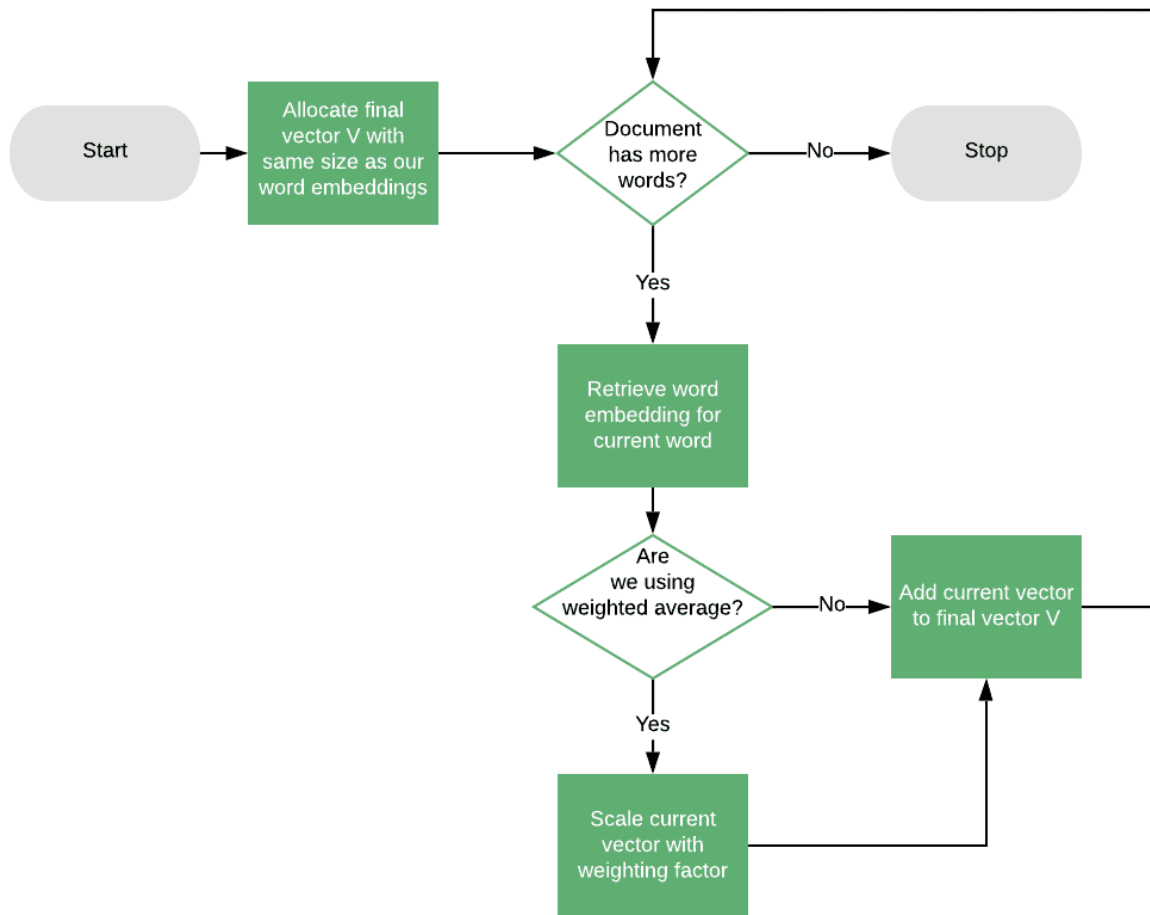 Start
Allocate final
vector V with
same size as our
word embeddings
Document
has more
words?
No
Stop
Yes
Retrieve word
embedding for
current word
Are
we using
weighted average?
No
Add current vector
to final vector V
Yes
Scale current
vector with
weighting factor